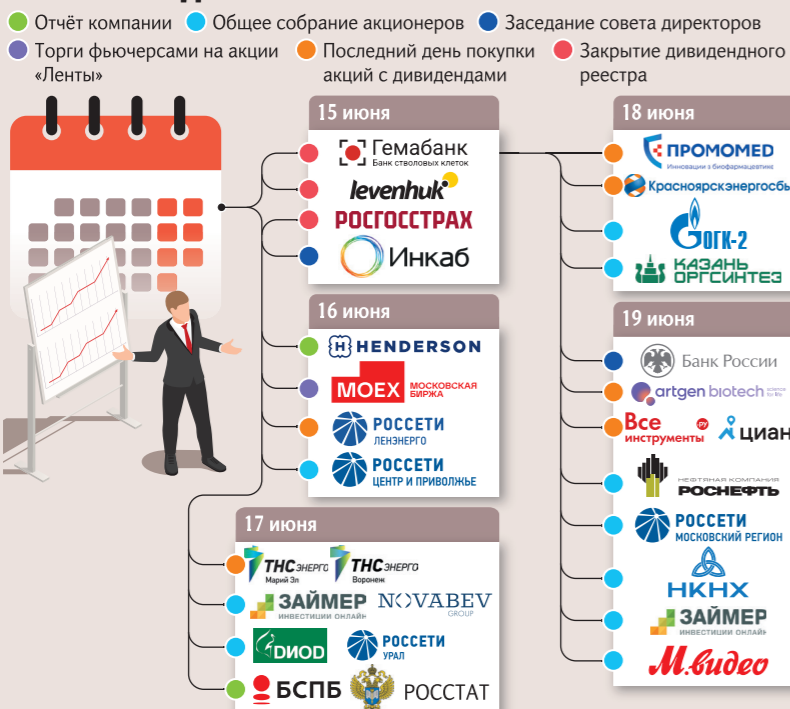 Отчёт компании
Общее собрание акционеров
Заседание совета директоров
Торги фьючерсами на акции
«Ленты»
Последний день покупки
акций с дивидендами
Закрытие дивидендного
реестра
15 июня
Гемабанк
Банк стволовых клеток
levenhuk
РОСГОССТРАХ
Инкаб
16 июня
HENDERSON
MOEX МОСКОВСКАЯ
БИРЖА
РОССЕТИ
ЛЕНЭНЕРГО
РОССЕТИ
ЦЕНТР И ПРИВОЛЖЬЕ
17 июня
ТНС ЭНЕРГО
Марий Эл
ТНС ЭНЕРГО
Воронеж
ЗАЙМЕР
ИНВЕСТИЦИИ ОНЛАЙН
NOVABEV
GROUP
ДИОД
РОССЕТИ
УРАЛ
БСПБ
РОССТАТ
18 июня
ПРОМОМЕД
Инновации в биофармацевтике
Красноярскэнергосбы
ОГК-2
КАЗАНЬ
ОРГСИНТЕЗ
19 июня
Банк России
artgen biotech
Все
инструменты
.РУ
циан
НЕФТЯНАЯ КОМПАНИЯ
РОСНЕФТЬ
РОССЕТИ
МОСКОВСКИЙ РЕГИОН
НКНХ
ЗАЙМЕР
ИНВЕСТИЦИИ ОНЛАЙН
М.видео